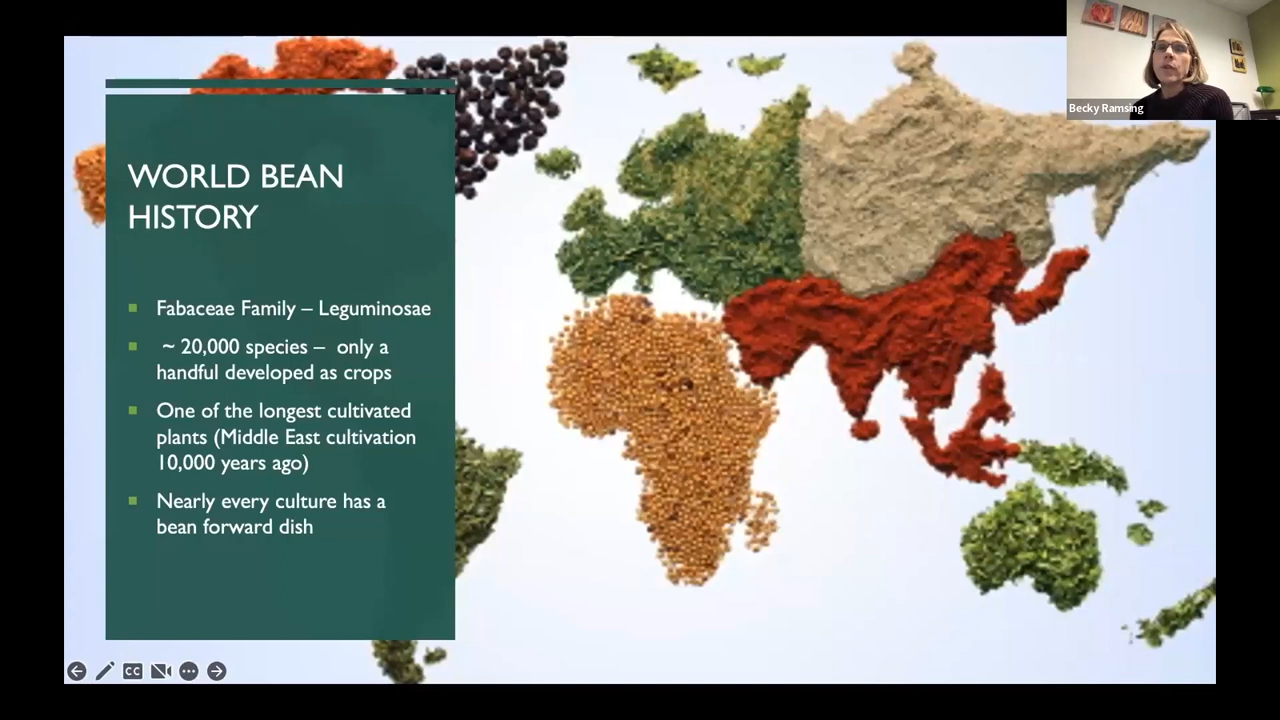 WORLD BEAN
HISTORY
Fabaceae Family – Leguminosae
~ 20,000 species – only a
handful developed as crops
One of the longest cultivated
plants (Middle East cultivation
10,000 years ago)
Nearly every culture has a
bean forward dish
Becky Ramsing
CC